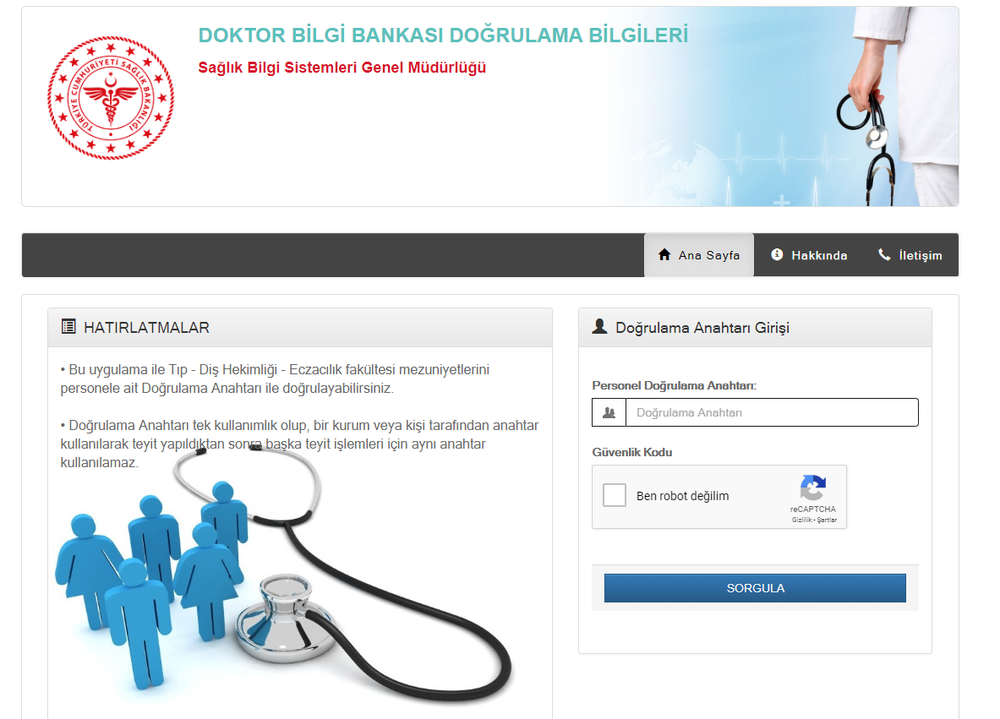 DOKTOR BİLGİ BANKASI DOĞRULAMA BİLGİLERİ
Sağlık Bilgi Sistemleri Genel Müdürlüğü
TÜRKİYE CUMHURİYETİ SAĞLIK BAKANLIĞI
Ana Sayfa
Hakkında
İletişim
HATIRLATMALAR
• Bu uygulama ile Tıp - Diş Hekimliği - Eczacılık fakültesi mezuniyetlerini
personele ait Doğrulama Anahtarı ile doğrulayabilirsiniz.
• Doğrulama Anahtarı tek kullanımlık olup, bir kurum veya kişi tarafından anahtar
kullanılarak teyit yapıldıktan sonra başka teyit işlemleri için aynı anahtar
kullanılamaz.
Doğrulama Anahtarı Girişi
Personel Doğrulama Anahtarı:
Doğrulama Anahtarı
Güvenlik Kodu
Ben robot değilim
reCAPTCHA
Gizlilik - Şartlar
SORGULA